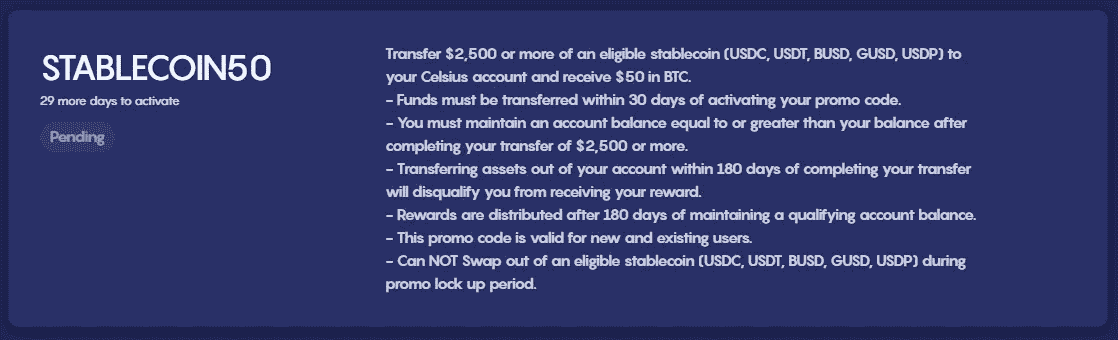 STABLECOIN50
29 more days to activate
Pending
Transfer $2,500 or more of an eligible stablecoin (USDC, USDT, BUSD, GUSD, USDP) to
your Celsius account and receive $50 in BTC.
- Funds must be transferred within 30 days of activating your promo code.
- You must maintain an account balance equal to or greater than your balance after
completing your transfer of $2,500 or more.
- Transferring assets out of your account within 180 days of completing your transfer
will disqualify you from receiving your reward.
- Rewards are distributed after 180 days of maintaining a qualifying account balance.
- This promo code is valid for new and existing users.
- Can NOT Swap out of an eligible stablecoin (USDC, USDT, BUSD, GUSD, USDP) during
promo lock up period.